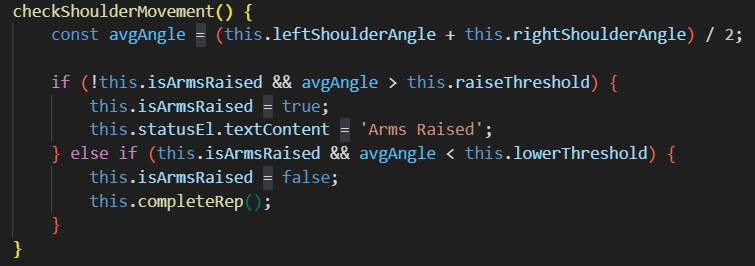 checkShoulderMovement() {
    const avgAngle = (this.leftShoulderAngle + this.rightShoulderAngle) / 2;

    if (!this.isArmsRaised && avgAngle > this.raiseThreshold) {
        this.isArmsRaised = true;
        this.statusEl.textContent = 'Arms Raised';
    } else if (this.isArmsRaised && avgAngle < this.lowerThreshold) {
        this.isArmsRaised = false;
        this.completeRep();
    }
}